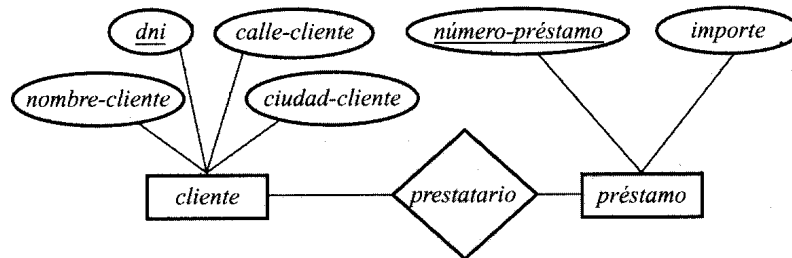 dni
calle-cliente
número-préstamo
importe
nombre-cliente
ciudad-cliente
cliente
prestatario
préstamo